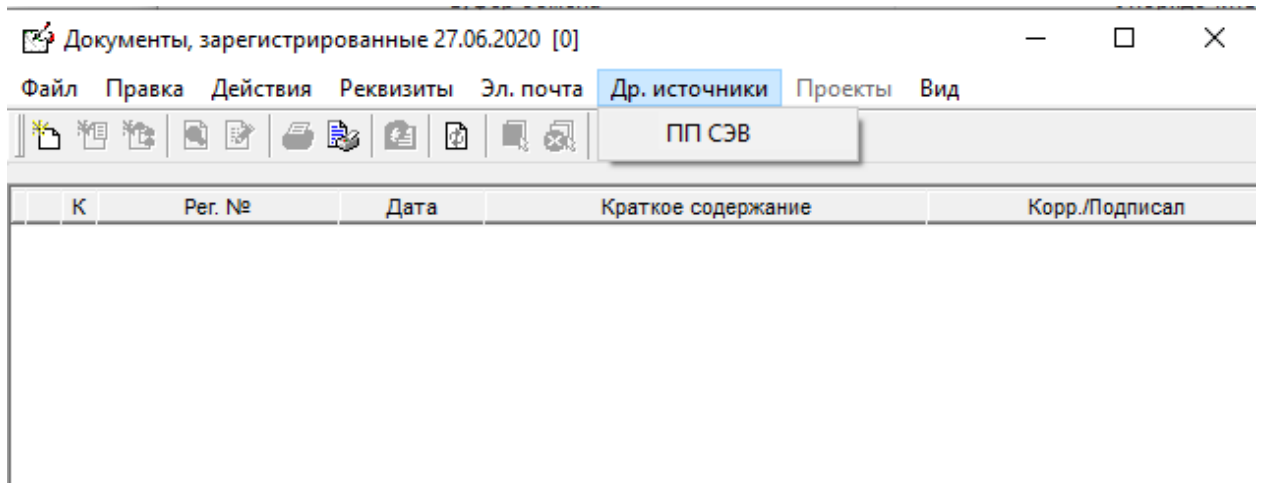 Документы, зарегистрированные 27.06.2020 [0]
Файл Правка Действия Реквизиты Эл. почта Др. источники Проекты Вид
ПП СЭВ
К Рег. № Дата Краткое содержание Корр./Подписал